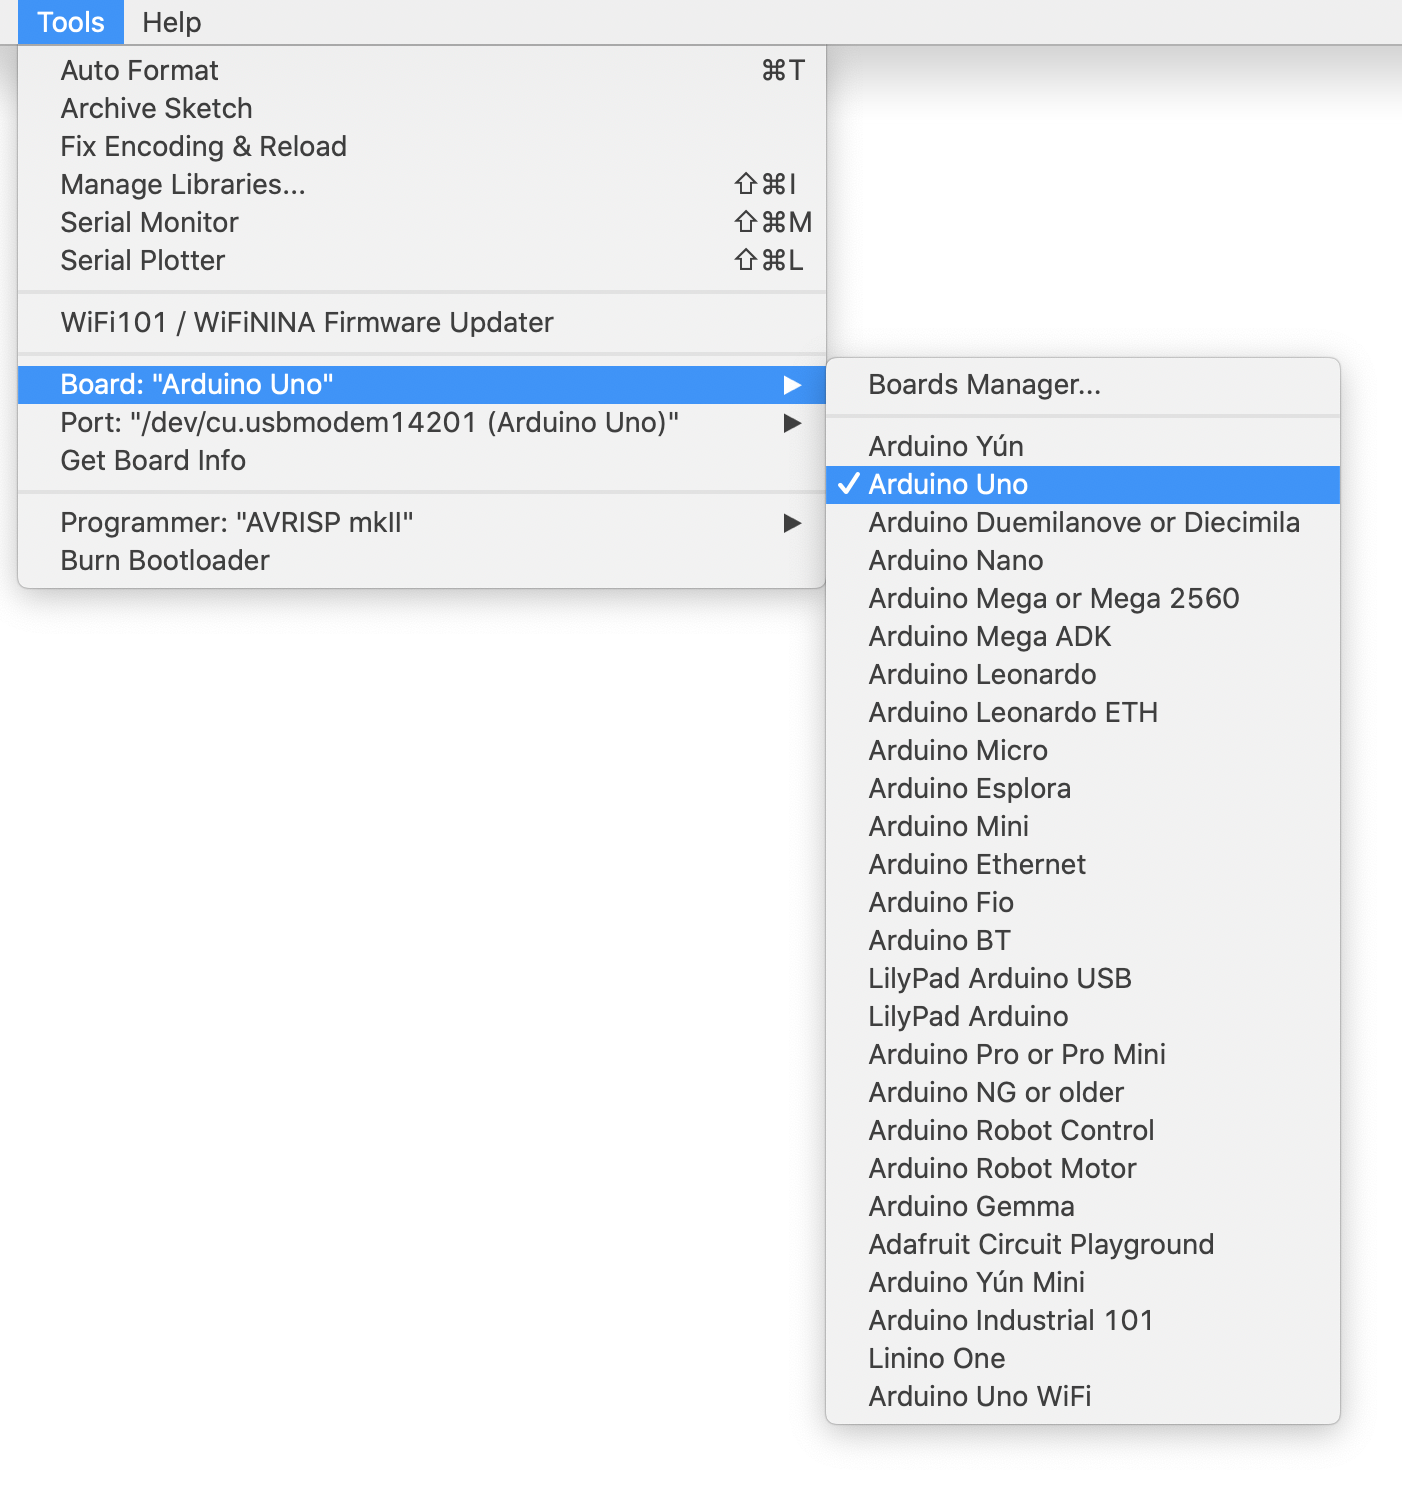 Tools Help
Auto Format ⌘T
Archive Sketch
Fix Encoding & Reload
Manage Libraries... ⇧⌘I
Serial Monitor ⇧⌘M
Serial Plotter ⇧⌘L
WiFi101 / WiFiNINA Firmware Updater
Board: "Arduino Uno"
Port: "/dev/cu.usbmodem14201 (Arduino Uno)"
Get Board Info
Programmer: "AVRISP mkII"
Burn Bootloader
Boards Manager...
Arduino Yún
✓ Arduino Uno
Arduino Duemilanove or Diecimila
Arduino Nano
Arduino Mega or Mega 2560
Arduino Mega ADK
Arduino Leonardo
Arduino Leonardo ETH
Arduino Micro
Arduino Esplora
Arduino Mini
Arduino Ethernet
Arduino Fio
Arduino BT
LilyPad Arduino USB
LilyPad Arduino
Arduino Pro or Pro Mini
Arduino NG or older
Arduino Robot Control
Arduino Robot Motor
Arduino Gemma
Adafruit Circuit Playground
Arduino Yún Mini
Arduino Industrial 101
Linino One
Arduino Uno WiFi